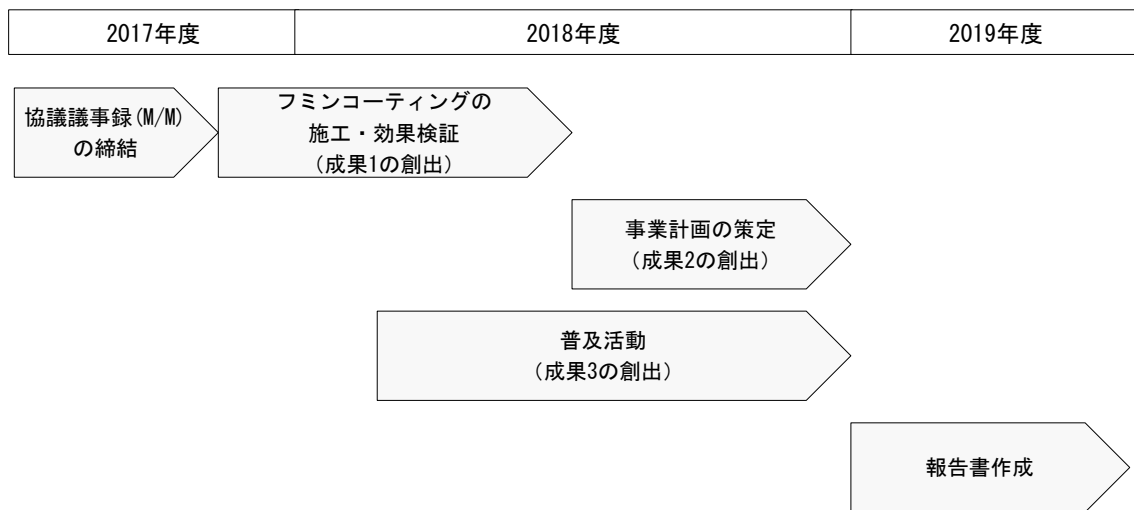 2017年度
2018年度
2019年度
協議議事録(M/M)
の締結
フミンコーティングの
施工・効果検証
(成果1の創出)
事業計画の策定
(成果2の創出)
普及活動
(成果3の創出)
報告書作成